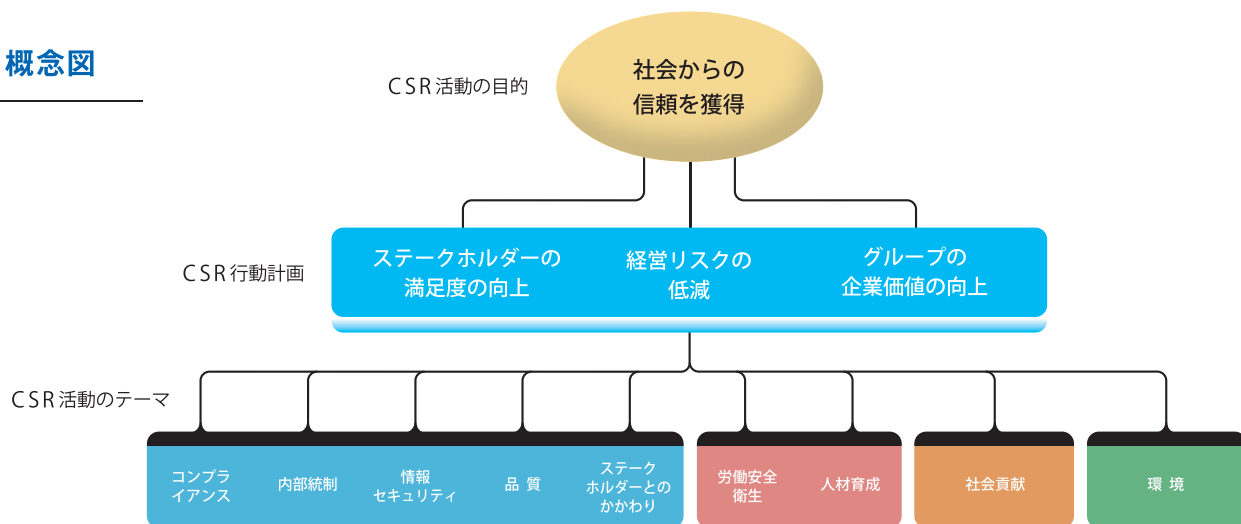 概念図
CSR活動の目的
社会からの
信頼を獲得
CSR行動計画
ステークホルダーの
満足度の向上
経営リスクの
低減
グループの
企業価値の向上
CSR活動のテーマ
コンプラ
イアンス
内部統制
情報
セキュリティ
品質
ステーク
ホルダーとの
かかわり
労働安全
衛生
人材育成
社会貢献
環境